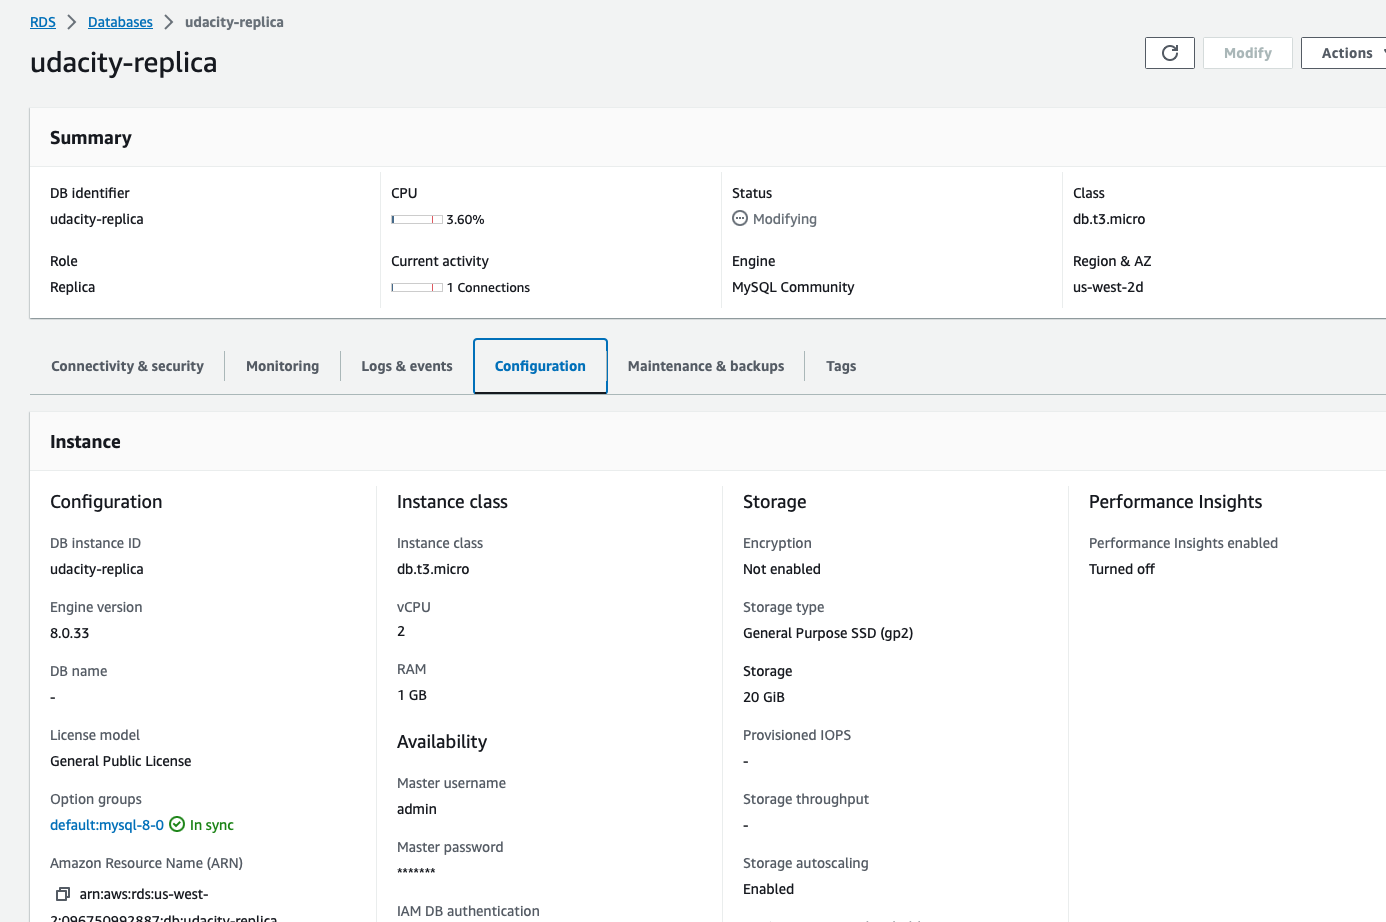 RDS > Databases > udacity-replica
udacity-replica
Modify
Actions
Summary
DB identifier
udacity-replica
CPU
3.60%
Status
Modifying
Class
db.t3.micro
Role
Replica
Current activity
1 Connections
Engine
MySQL Community
Region & AZ
us-west-2d
Connectivity & security
Monitoring
Logs & events
Configuration
Maintenance & backups
Tags
Instance
Configuration
DB instance ID
udacity-replica
Engine version
8.0.33
DB name
-
License model
General Public License
Option groups
default:mysql-8-0 In sync
Amazon Resource Name (ARN)
arn:aws:rds:us-west-
2:096750992887:db:udacity-replica
Instance class
Instance class
db.t3.micro
vCPU
2
RAM
1 GB
Availability
Master username
admin
Master password
*******
IAM DB authentication
Storage
Encryption
Not enabled
Storage type
General Purpose SSD (gp2)
Storage
20 GiB
Provisioned IOPS
-
Storage throughput
-
Storage autoscaling
Enabled
Performance Insights
Performance Insights enabled
Turned off